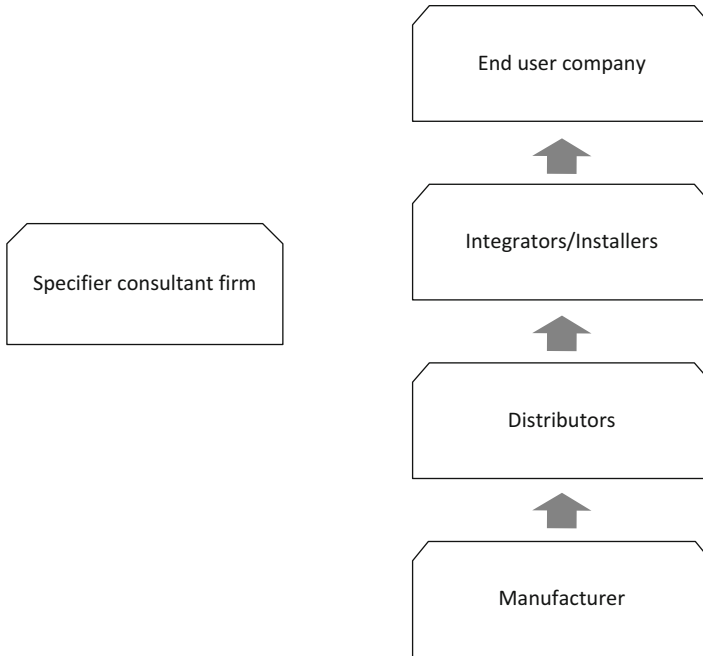 End user company
Integrators/Installers
Specifier consultant firm
Distributors
Manufacturer